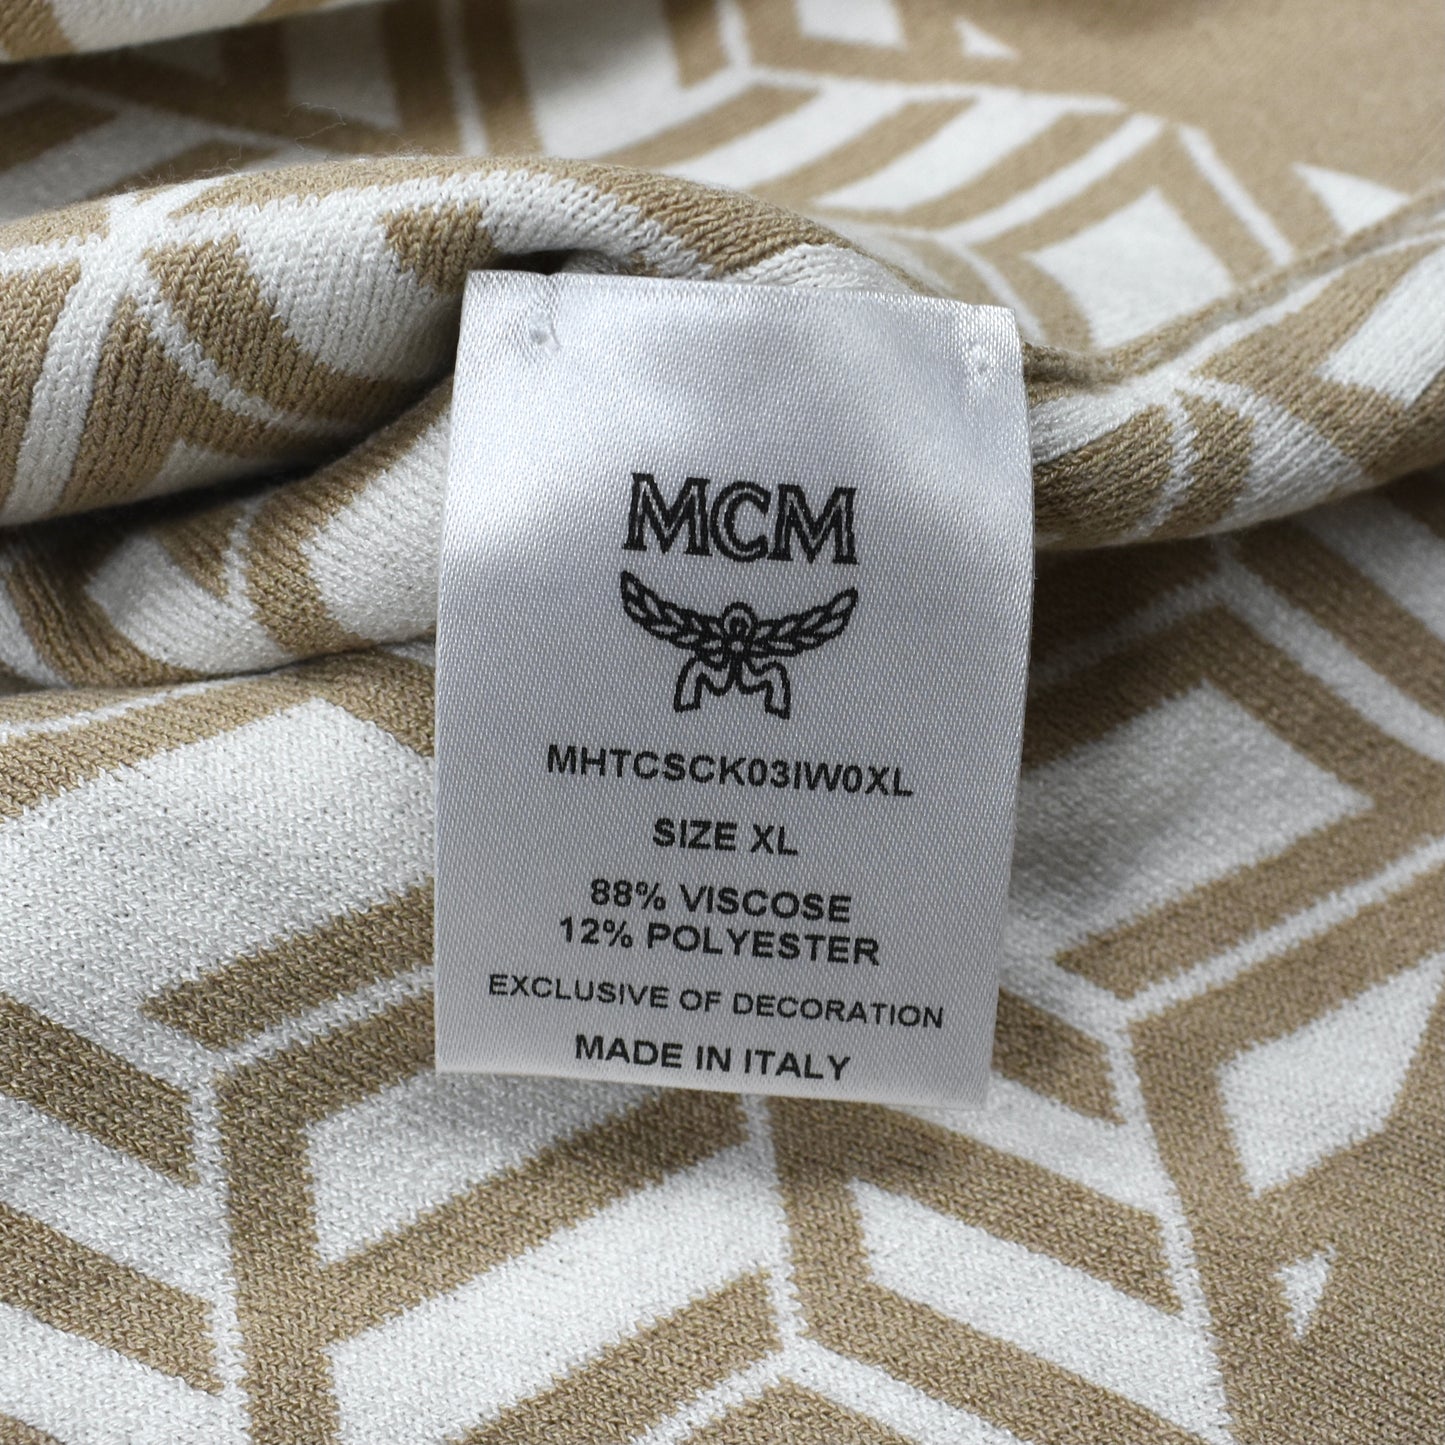 MCM
MHTCSCK03IW0XL
SIZE XL
88% VISCOSE
12% POLYESTER
EXCLUSIVE OF DECORATION
MADE IN ITALY